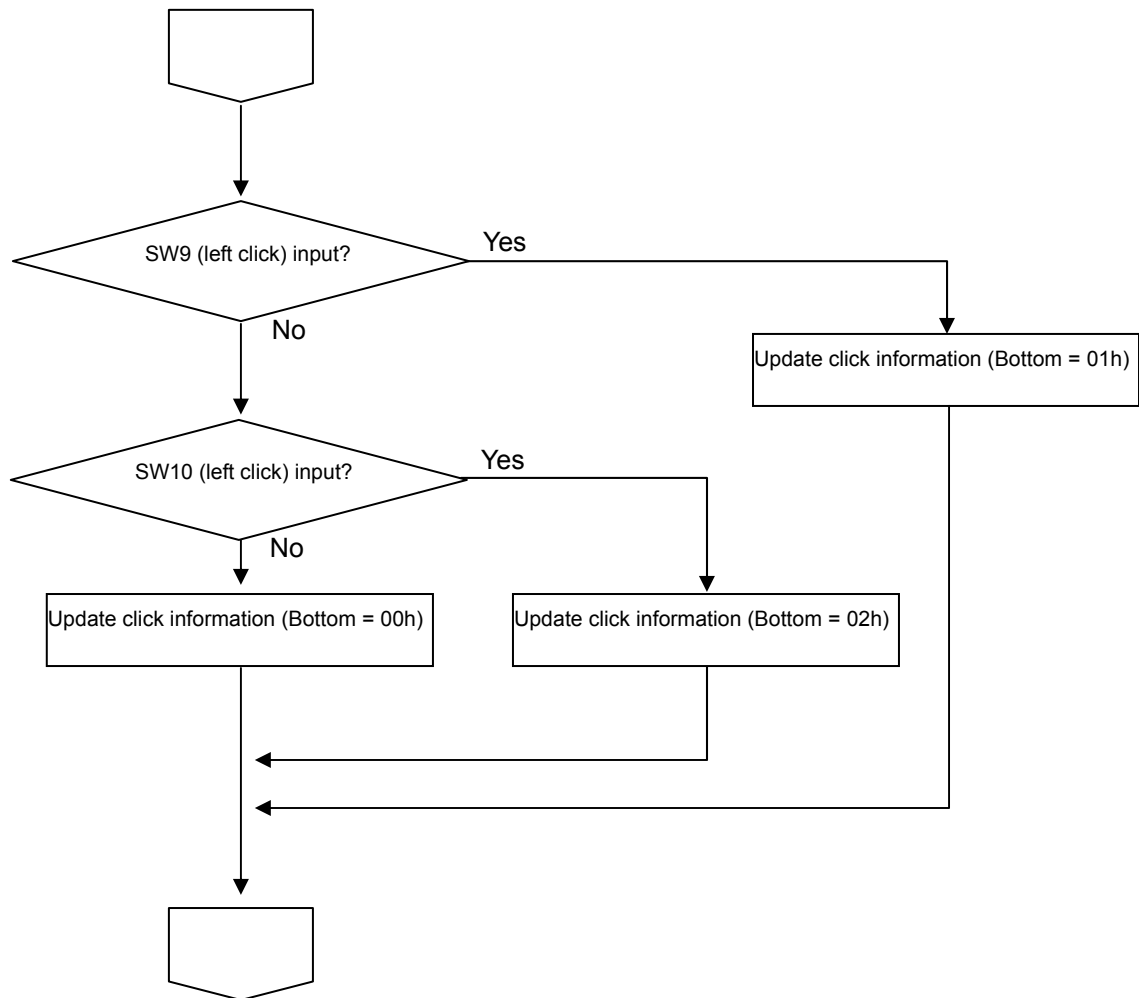 SW9 (left click) input?
Yes
No
Update click information (Bottom = 01h)
SW10 (left click) input?
Yes
No
Update click information (Bottom = 00h)
Update click information (Bottom = 02h)